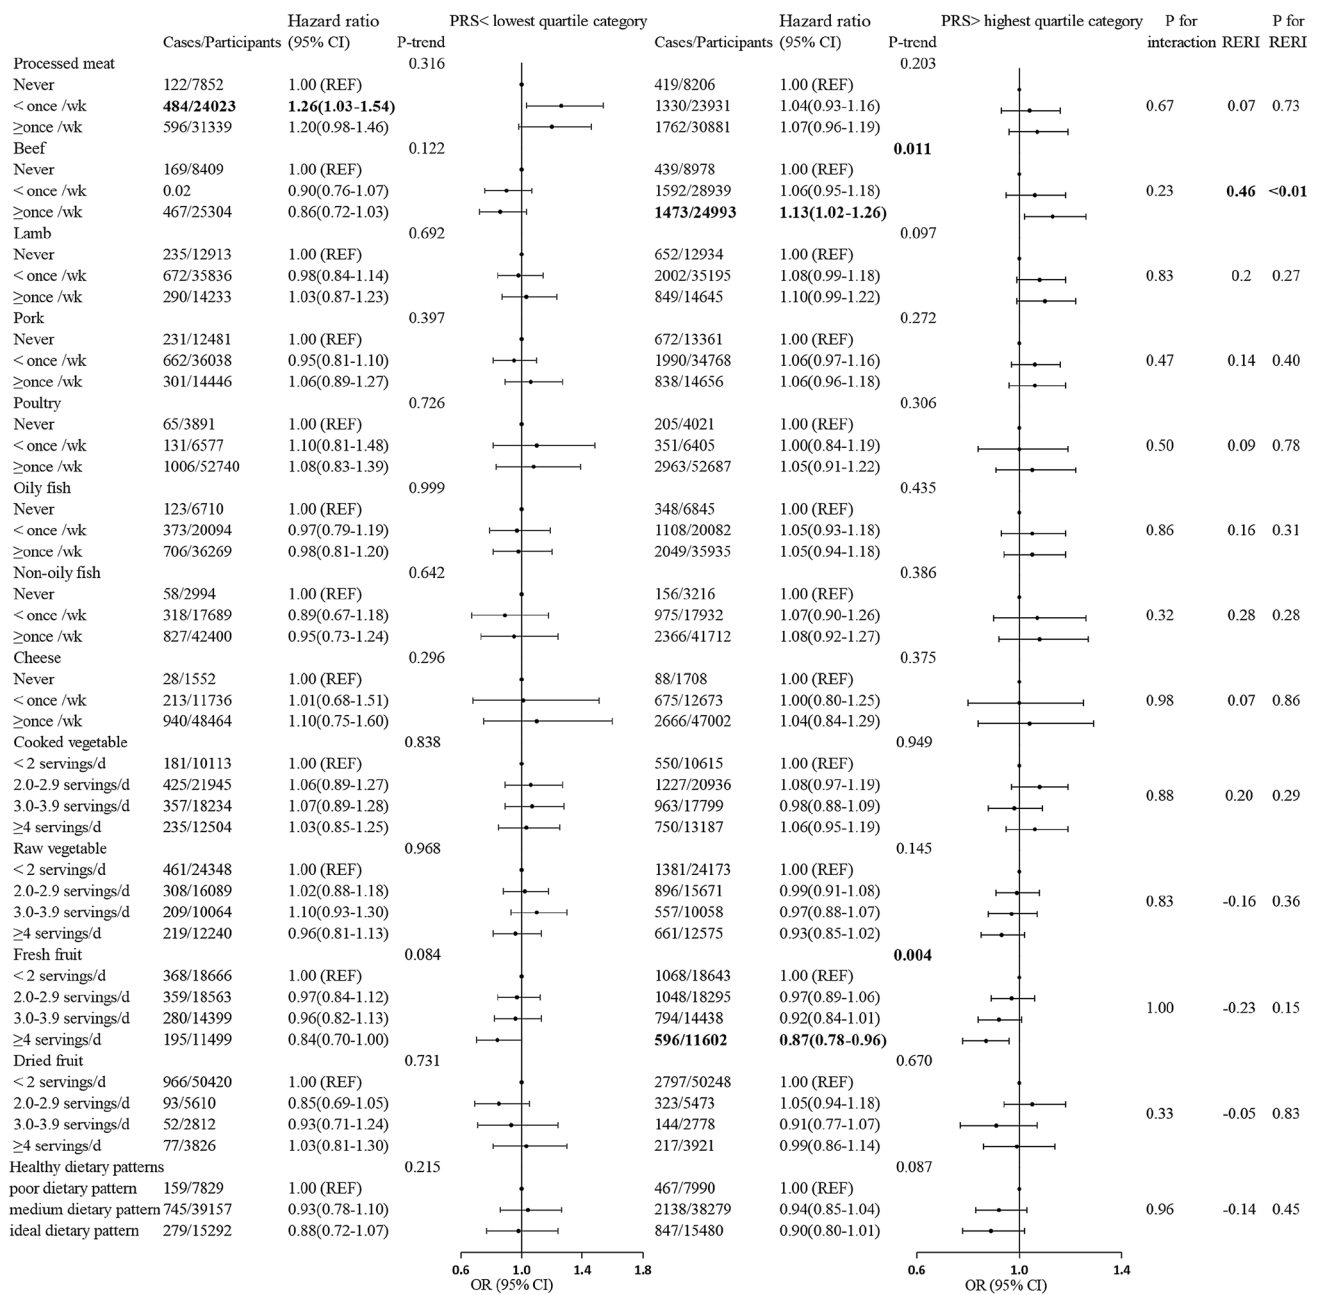 Hazard ratio PRS< lowest quartile category Hazard ratio PRS> highest quartile category P for P for
Cases/Participants (95% CI) P-trend Cases/Participants (95% CI) P-trend interaction RERI RERI
Processed meat 0.316 0.203
Never 122/7852 1.00 (REF) 419/8206 1.00 (REF)
< once /wk 484/24023 1.26(1.03-1.54) 1330/23931 1.04(0.93-1.16) 0.67 0.07 0.73
≥once /wk 596/31339 1.20(0.98-1.46) 1762/30881 1.07(0.96-1.19)
Beef 0.122 0.011
Never 169/8409 1.00 (REF) 439/8978 1.00 (REF)
< once /wk 0.02 0.90(0.76-1.07) 1592/28939 1.06(0.95-1.18) 0.23 0.46 <0.01
≥once /wk 467/25304 0.86(0.72-1.03) 1473/24993 1.13(1.02-1.26)
Lamb 0.692 0.097
Never 235/12913 1.00 (REF) 652/12934 1.00 (REF)
< once /wk 672/35836 0.98(0.84-1.14) 2002/35195 1.08(0.99-1.18) 0.83 0.2 0.27
≥once /wk 290/14233 1.03(0.87-1.23) 849/14645 1.10(0.99-1.22)
Pork 0.397 0.272
Never 231/12481 1.00 (REF) 672/13361 1.00 (REF)
< once /wk 662/36038 0.95(0.81-1.10) 1990/34768 1.06(0.97-1.16) 0.47 0.14 0.40
≥once /wk 301/14446 1.06(0.89-1.27) 838/14656 1.06(0.96-1.18)
Poultry 0.726 0.306
Never 65/3891 1.00 (REF) 205/4021 1.00 (REF)
< once /wk 131/6577 1.10(0.81-1.48) 351/6405 1.00(0.84-1.19) 0.50 0.09 0.78
≥once /wk 1006/52740 1.08(0.83-1.39) 2963/52687 1.05(0.91-1.22)
Oily fish 0.999 0.435
Never 123/6710 1.00 (REF) 348/6845 1.00 (REF)
< once /wk 373/20094 0.97(0.79-1.19) 1108/20082 1.05(0.93-1.18) 0.86 0.16 0.31
≥once /wk 706/36269 0.98(0.81-1.20) 2049/35935 1.05(0.94-1.18)
Non-oily fish 0.642 0.386
Never 58/2994 1.00 (REF) 156/3216 1.00 (REF)
< once /wk 318/17689 0.89(0.67-1.18) 975/17932 1.07(0.90-1.26) 0.32 0.28 0.28
≥once /wk 827/42400 0.95(0.73-1.24) 2366/41712 1.08(0.92-1.27)
Cheese 0.296 0.375
Never 28/1552 1.00 (REF) 88/1708 1.00 (REF)
< once /wk 213/11736 1.01(0.68-1.51) 675/12673 1.00(0.80-1.25) 0.98 0.07 0.86
≥once /wk 940/48464 1.10(0.75-1.60) 2666/47002 1.04(0.84-1.29)
Cooked vegetable 0.838 0.949
< 2 servings/d 181/10113 1.00 (REF) 550/10615 1.00 (REF)
2.0-2.9 servings/d 425/21945 1.06(0.89-1.27) 1227/20936 1.08(0.97-1.19) 0.88 0.20 0.29
3.0-3.9 servings/d 357/18234 1.07(0.89-1.28) 963/17799 0.98(0.88-1.09)
≥4 servings/d 235/12504 1.03(0.85-1.25) 750/13187 1.06(0.95-1.19)
Raw vegetable 0.968 0.145
< 2 servings/d 461/24348 1.00 (REF) 1381/24173 1.00 (REF)
2.0-2.9 servings/d 308/16089 1.02(0.88-1.18) 896/15671 0.99(0.91-1.08) 0.83 -0.16 0.36
3.0-3.9 servings/d 209/10064 1.10(0.93-1.30) 557/10058 0.97(0.88-1.07)
≥4 servings/d 219/12240 0.96(0.81-1.13) 661/12575 0.93(0.85-1.02)
Fresh fruit 0.084 0.004
< 2 servings/d 368/18666 1.00 (REF) 1068/18643 1.00 (REF)
2.0-2.9 servings/d 359/18563 0.97(0.84-1.12) 1048/18295 0.97(0.89-1.06) 1.00 -0.23 0.15
3.0-3.9 servings/d 280/14399 0.96(0.82-1.13) 794/14438 0.92(0.84-1.01)
≥4 servings/d 195/11499 0.84(0.70-1.00) 596/11602 0.87(0.78-0.96)
Dried fruit 0.731 0.670
< 2 servings/d 966/50420 1.00 (REF) 2797/50248 1.00 (REF)
2.0-2.9 servings/d 93/5610 0.85(0.69-1.05) 323/5473 1.05(0.94-1.18) 0.33 -0.05 0.83
3.0-3.9 servings/d 52/2812 0.93(0.71-1.24) 144/2778 0.91(0.77-1.07)
≥4 servings/d 77/3826 1.03(0.81-1.30) 217/3921 0.99(0.86-1.14)
Healthy dietary patterns 0.215 0.087
poor dietary pattern 159/7829 1.00 (REF) 467/7990 1.00 (REF)
medium dietary pattern 745/39157 0.93(0.78-1.10) 2138/38279 0.94(0.85-1.04) 0.96 -0.14 0.45
ideal dietary pattern 279/15292 0.88(0.72-1.07) 847/15480 0.90(0.80-1.01)
0.6 1.0 1.4 1.8 0.6 1.0 1.4
OR (95% CI) OR (95% CI)